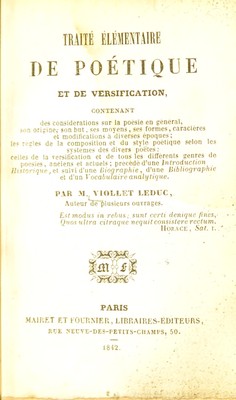 TRAITÉ ÉLÉMENTAIRE
DE POÉTIQUE
ET DE VERSIFICATION,
CONTENANT
des considérations sur la poésie en général,
son origine, son but, ses moyens, ses formes, caractères
et modifications à diverses époques;
les règles de la composition et du style poétique selon les
systèmes des divers poëtes;
celles de la versification et de tous les différents genres de
poésies, anciens et actuels; précédé d'une Introduction
Historique, et suivi d'une Biographie, d'une Bibliographie
et d'un Vocabulaire analytique.
PAR M. VIOLLET LEDUC,
Auteur de plusieurs ouvrages.
Est modus in rebus; sunt certi denique fines,
Quos ultra citraque nequit consistere rectum.
HORACE, Sat. 1.
M F
PARIS
MAIRET ET FOURNIER, LIBRAIRES-ÉDITEURS,
RUE NEUVE-DES-PETITS-CHAMPS, 50.
1842.